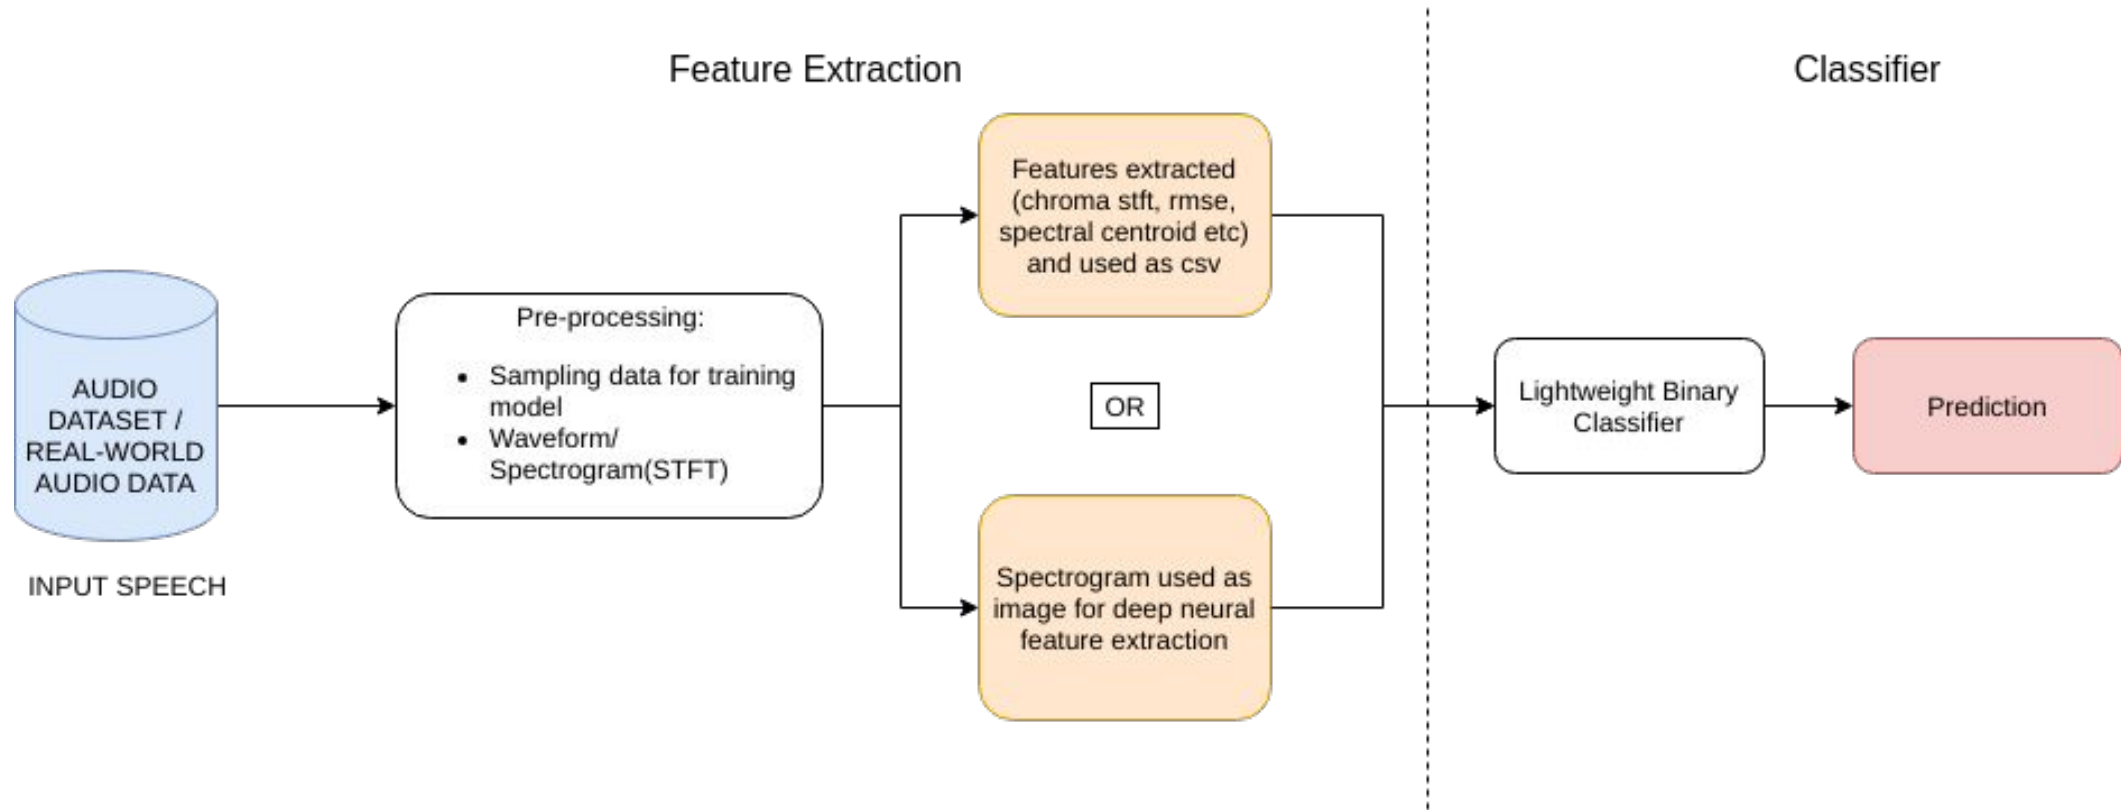 Feature Extraction
Classifier
AUDIO
DATASET /
REAL-WORLD
AUDIO DATA
INPUT SPEECH
Pre-processing:
• Sampling data for training
model
• Waveform/
Spectrogram(STFT)
Features extracted
(chroma stft, rmse,
spectral centroid etc)
and used as csv
OR
Spectrogram used as
image for deep neural
feature extraction
Lightweight Binary
Classifier
Prediction